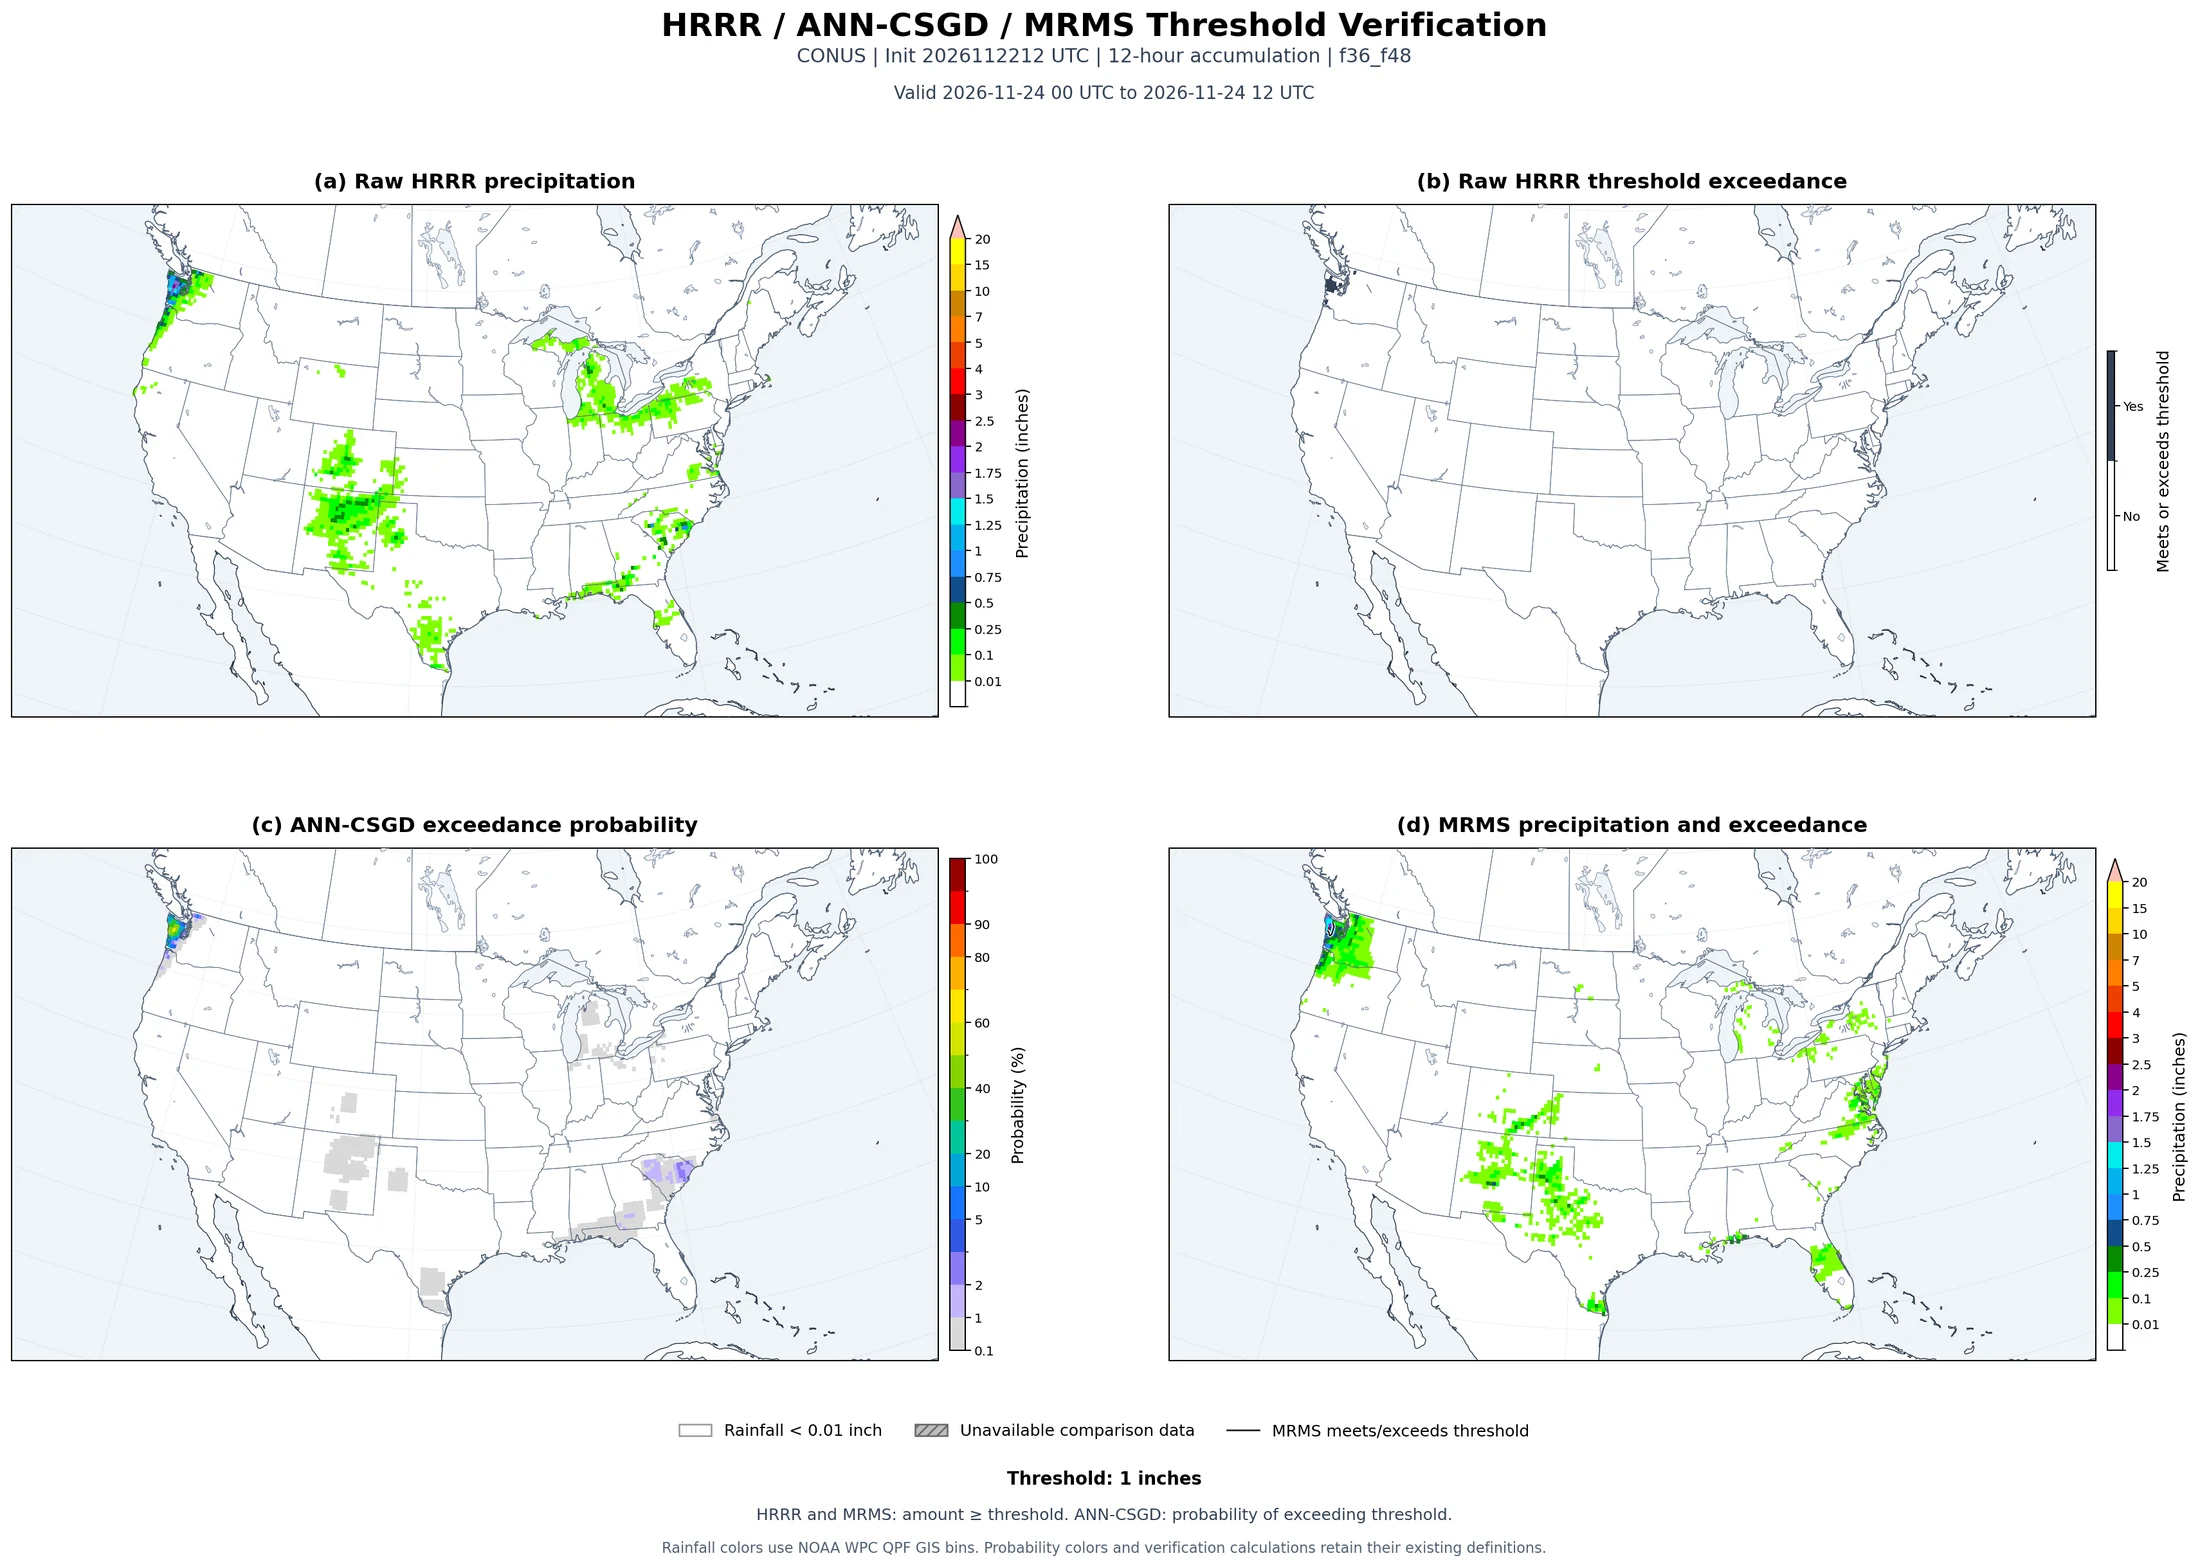 HRRR / ANN-CSGD / MRMS Threshold Verification
CONUS | Init 2026112212 UTC | 12-hour accumulation | f36_f48
Valid 2026-11-24 00 UTC to 2026-11-24 12 UTC
(a) Raw HRRR precipitation
20
15
10
7
5
4
3
2.5
2
1.75
1.5
1.25
1
0.75
0.5
0.25
0.1
0.01
Precipitation (inches)
(b) Raw HRRR threshold exceedance
Yes
No
Meets or exceeds threshold
(c) ANN-CSGD exceedance probability
100
90
80
60
40
20
10
5
2
1
0.1
Probability (%)
(d) MRMS precipitation and exceedance
20
15
10
7
5
4
3
2.5
2
1.75
1.5
1.25
1
0.75
0.5
0.25
0.1
0.01
Precipitation (inches)
Rainfall < 0.01 inch
Unavailable comparison data
MRMS meets/exceeds threshold
Threshold: 1 inches
HRRR and MRMS: amount ≥ threshold. ANN-CSGD: probability of exceeding threshold.
Rainfall colors use NOAA WPC QPF GIS bins. Probability colors and verification calculations retain their existing definitions.